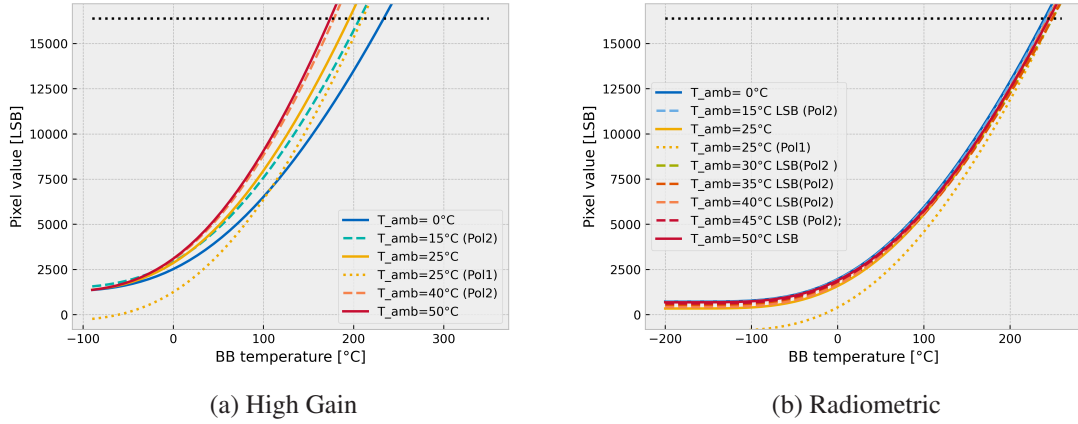 15000
12500
10000
7500
5000
2500
0
Pixel value [LSB]
−100
0
100
200
300
BB temperature [°C]
T_amb= 0°C
T_amb=15°C (Pol2)
T_amb=25°C
T_amb=25°C (Pol1)
T_amb=40°C (Pol2)
T_amb=50°C
(a) High Gain
15000
12500
10000
7500
5000
2500
0
Pixel value [LSB]
−200
−100
0
100
200
BB temperature [°C]
T_amb= 0°C
T_amb=15°C LSB (Pol2)
T_amb=25°C
T_amb=25°C (Pol1)
T_amb=30°C LSB(Pol2 )
T_amb=35°C LSB(Pol2)
T_amb=40°C LSB(Pol2)
T_amb=45°C LSB (Pol2);
T_amb=50°C LSB
(b) Radiometric